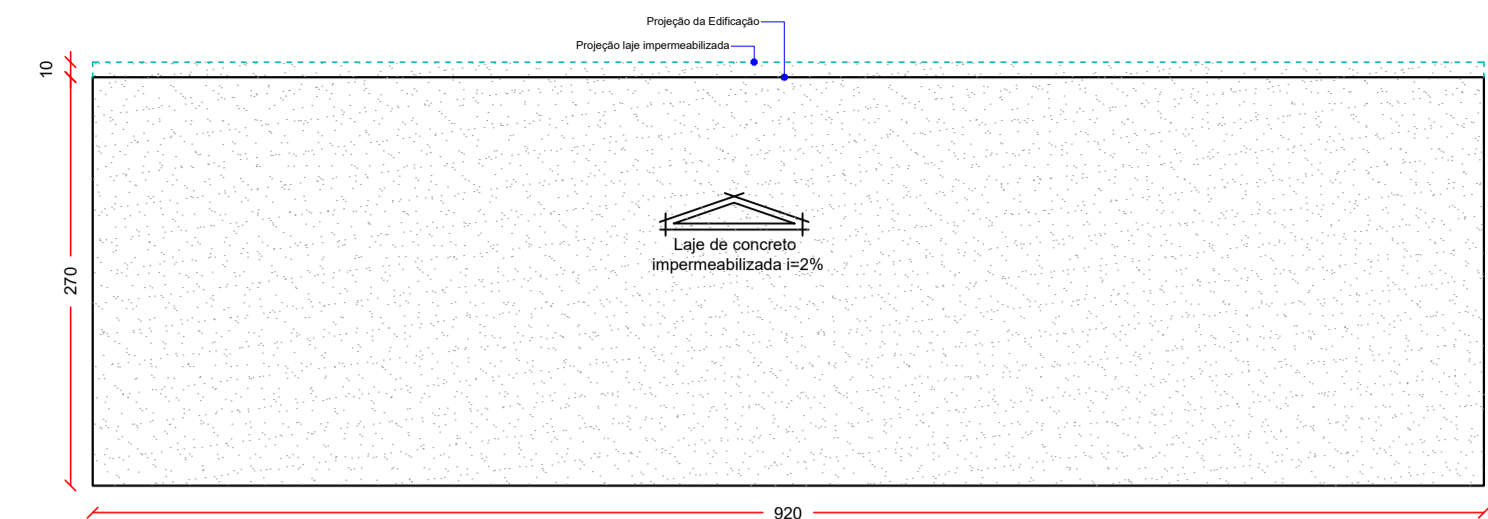 Projeção da Edificação
Projeção laje impermeabilizada
10
270
Laje de concreto
impermeabilizada i=2%
920